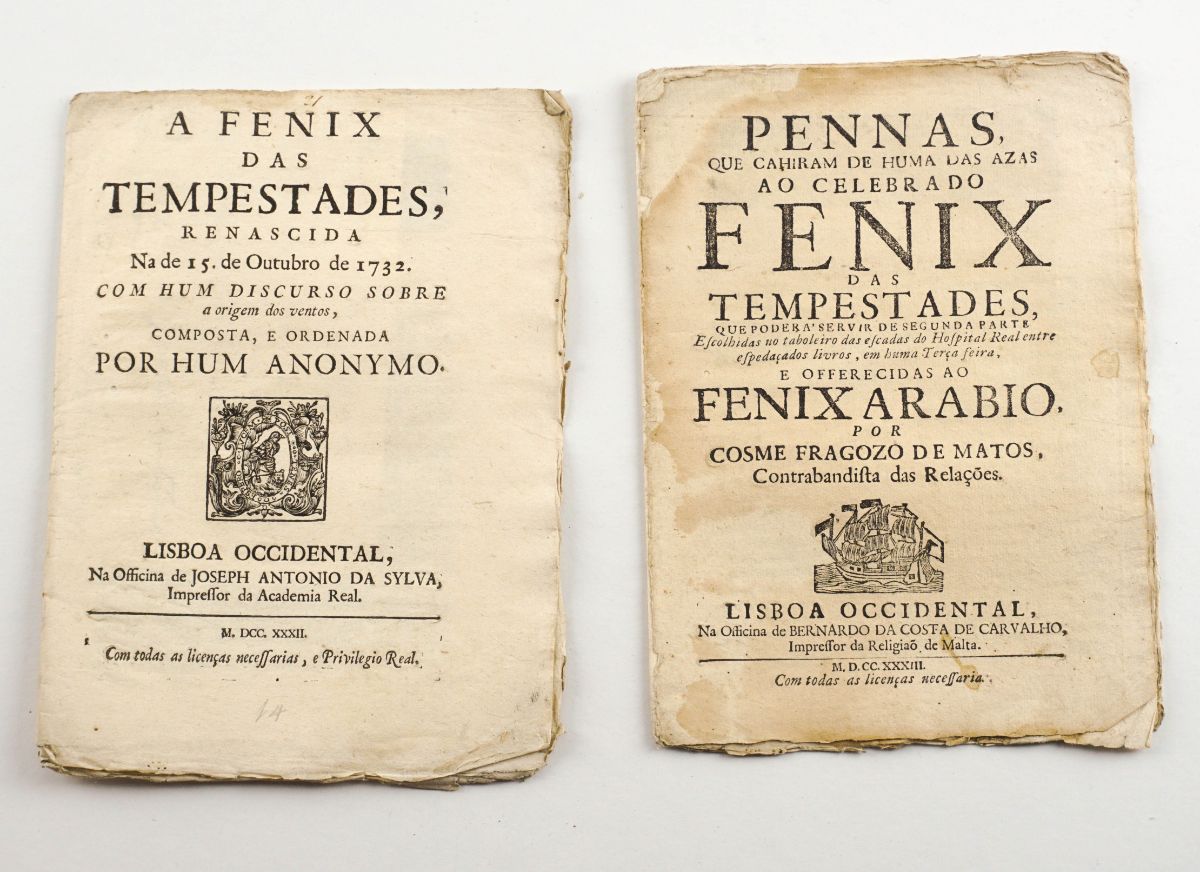 21
A FENIX
DAS
TEMPESTADES,
RENASCIDA
Na de 15. de Outubro de 1732.
COM HUM DISCURSO SOBRE
a origem dos ventos,
COMPOSTA, E ORDENADA
POR HUM ANONYMO.
LISBOA OCCIDENTAL,
Na Officina de JOSEPH ANTONIO DA SYLVA,
Impreſſor da Academia Real.
M. DCC. XXXII.
Com todas as licenças neceſſarias, e Privilegio Real.
14
PENNAS,
QUE CAHIRAM DE HUMA DAS AZAS
AO CELEBRADO
FENIX
DAS
TEMPESTADES,
QUE PODERA' SERVIR DE SEGUNDA PARTE
Eſcolhidas no taboleiro das eſcadas do Hoſpital Real entre
eſpedaçados livros, em huma Terça feira,
E OFFERECIDAS AO
FENIX ARABIO,
POR
COSME FRAGOZO DE MATOS,
Contrabandiſta das Relações.
LISBOA OCCIDENTAL,
Na Officina de BERNARDO DA COSTA DE CARVALHO,
Impreſſor da Religiaõ de Malta.
M. D.CC. XXXIII.
Com todas as licenças neceſſaria.